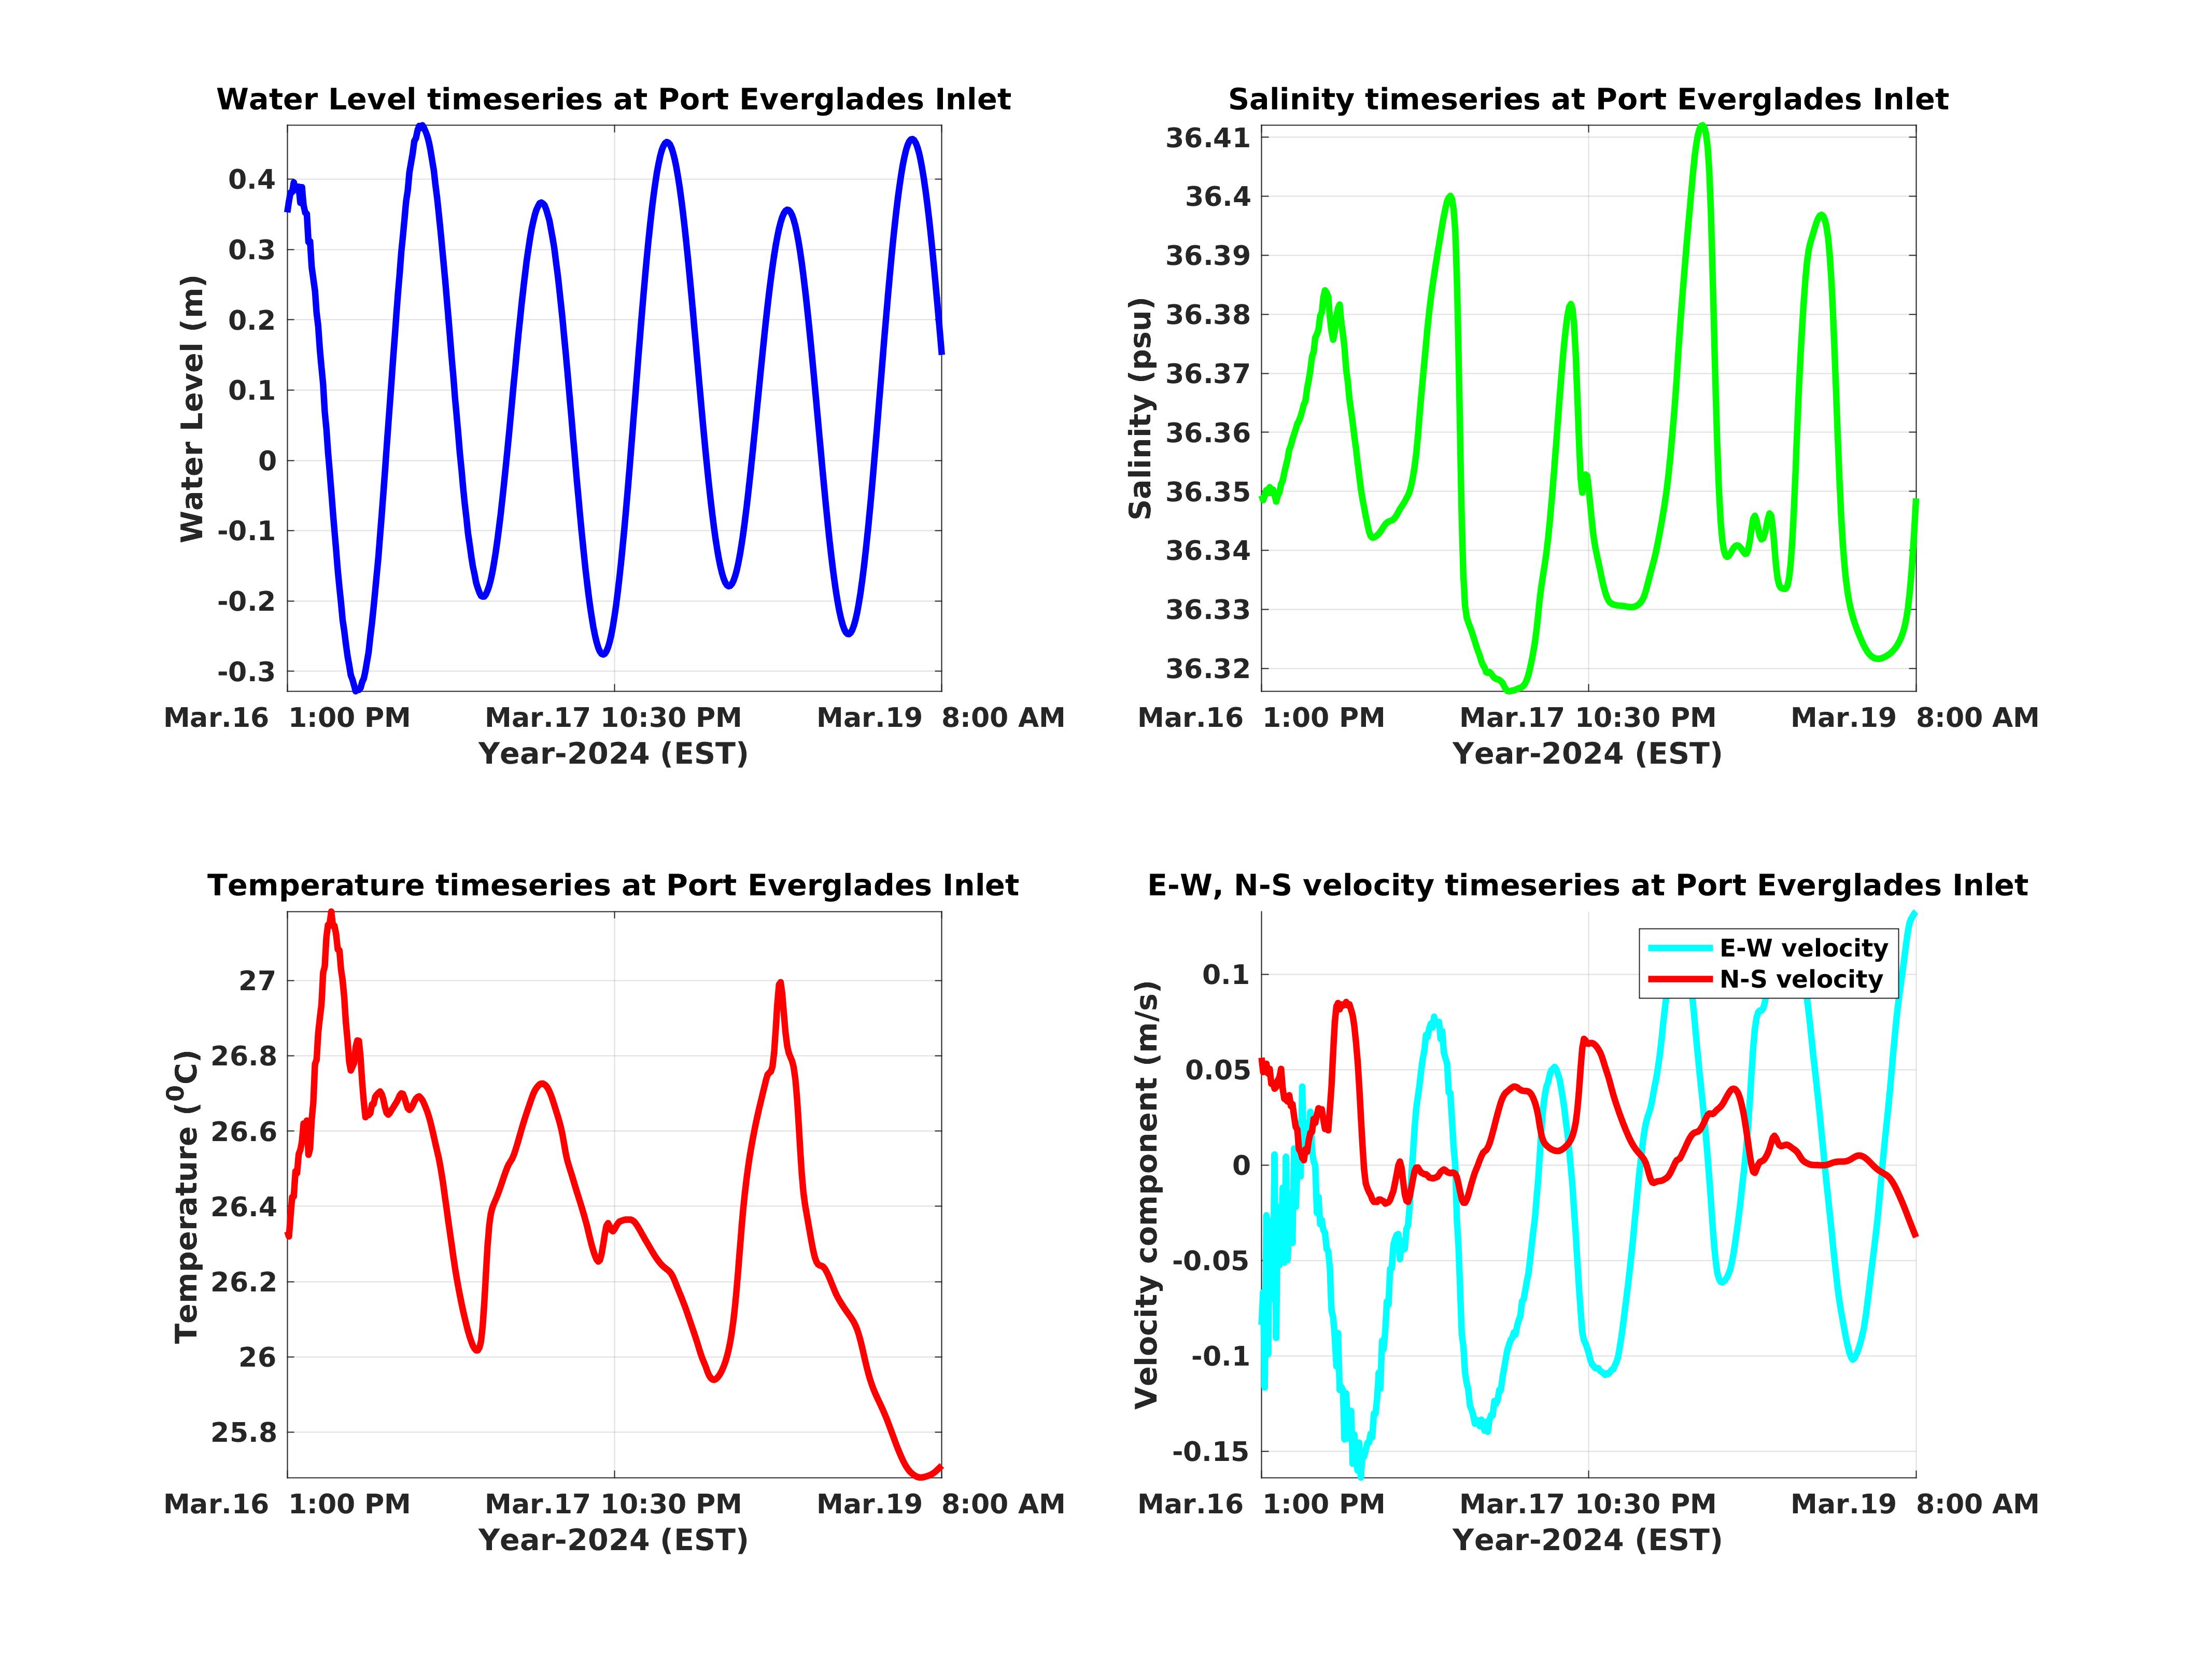 Water Level timeseries at Port Everglades Inlet
Water Level (m)
0.4
0.3
0.2
0.1
0
-0.1
-0.2
-0.3
Mar.16 1:00 PM
Mar.17 10:30 PM
Mar.19 8:00 AM
Year-2024 (EST)
Salinity timeseries at Port Everglades Inlet
Salinity (psu)
36.41
36.4
36.39
36.38
36.37
36.36
36.35
36.34
36.33
36.32
Mar.16 1:00 PM
Mar.17 10:30 PM
Mar.19 8:00 AM
Year-2024 (EST)
Temperature timeseries at Port Everglades Inlet
Temperature (⁰C)
27
26.8
26.6
26.4
26.2
26
25.8
Mar.16 1:00 PM
Mar.17 10:30 PM
Mar.19 8:00 AM
Year-2024 (EST)
E-W, N-S velocity timeseries at Port Everglades Inlet
Velocity component (m/s)
0.1
0.05
0
-0.05
-0.1
-0.15
E-W velocity
N-S velocity
Mar.16 1:00 PM
Mar.17 10:30 PM
Mar.19 8:00 AM
Year-2024 (EST)